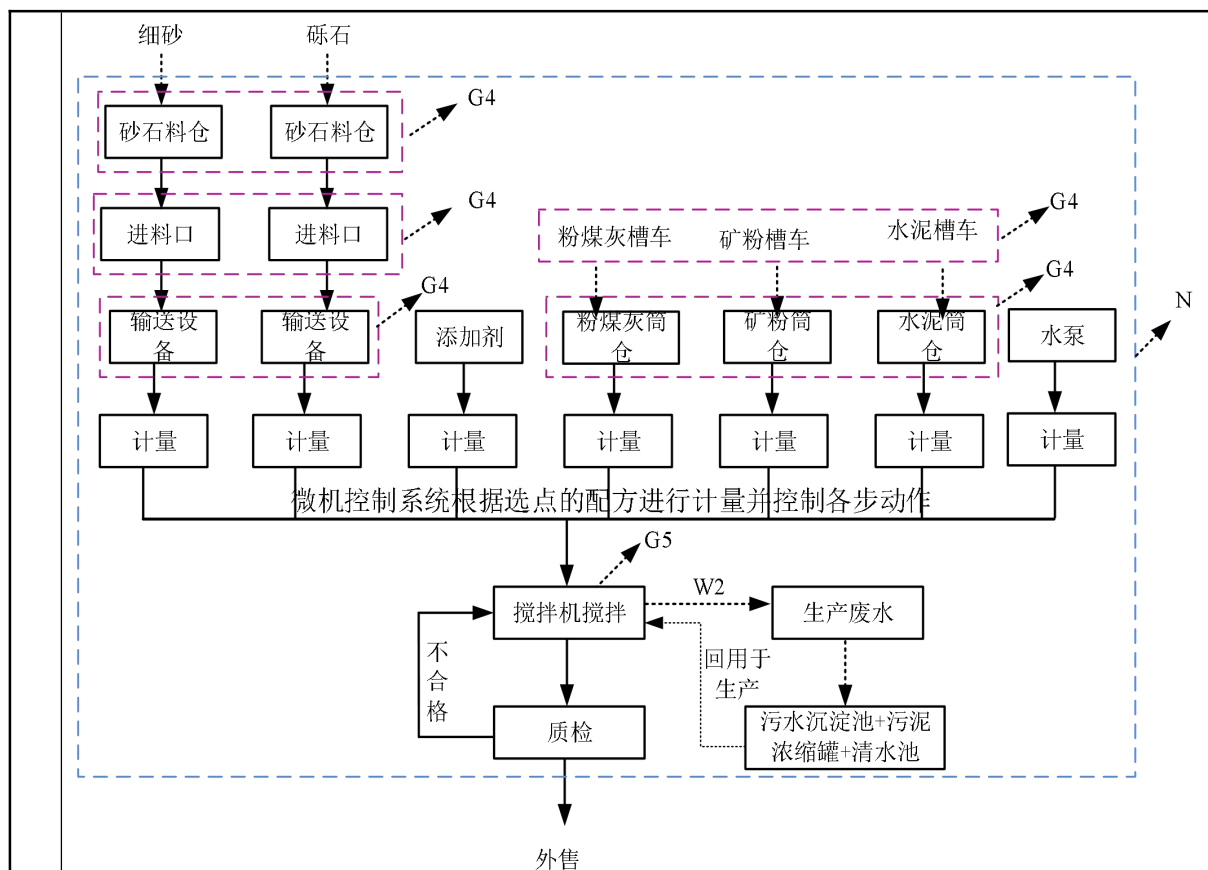 细砂
砾石
砂石料仓
砂石料仓
G4
进料口
进料口
G4
粉煤灰槽车
矿粉槽车
水泥槽车
G4
输送设
备
输送设
备
G4
添加剂
粉煤灰筒
仓
矿粉筒
仓
水泥筒
仓
G4
水泵
N
计量
计量
计量
计量
计量
计量
计量
微机控制系统根据选点的配方进行计量并控制各步动作
G5
搅拌机搅拌
W2
生产废水
不
合
格
回用于
生产
质检
污水沉淀池+污泥
浓缩罐+清水池
外售